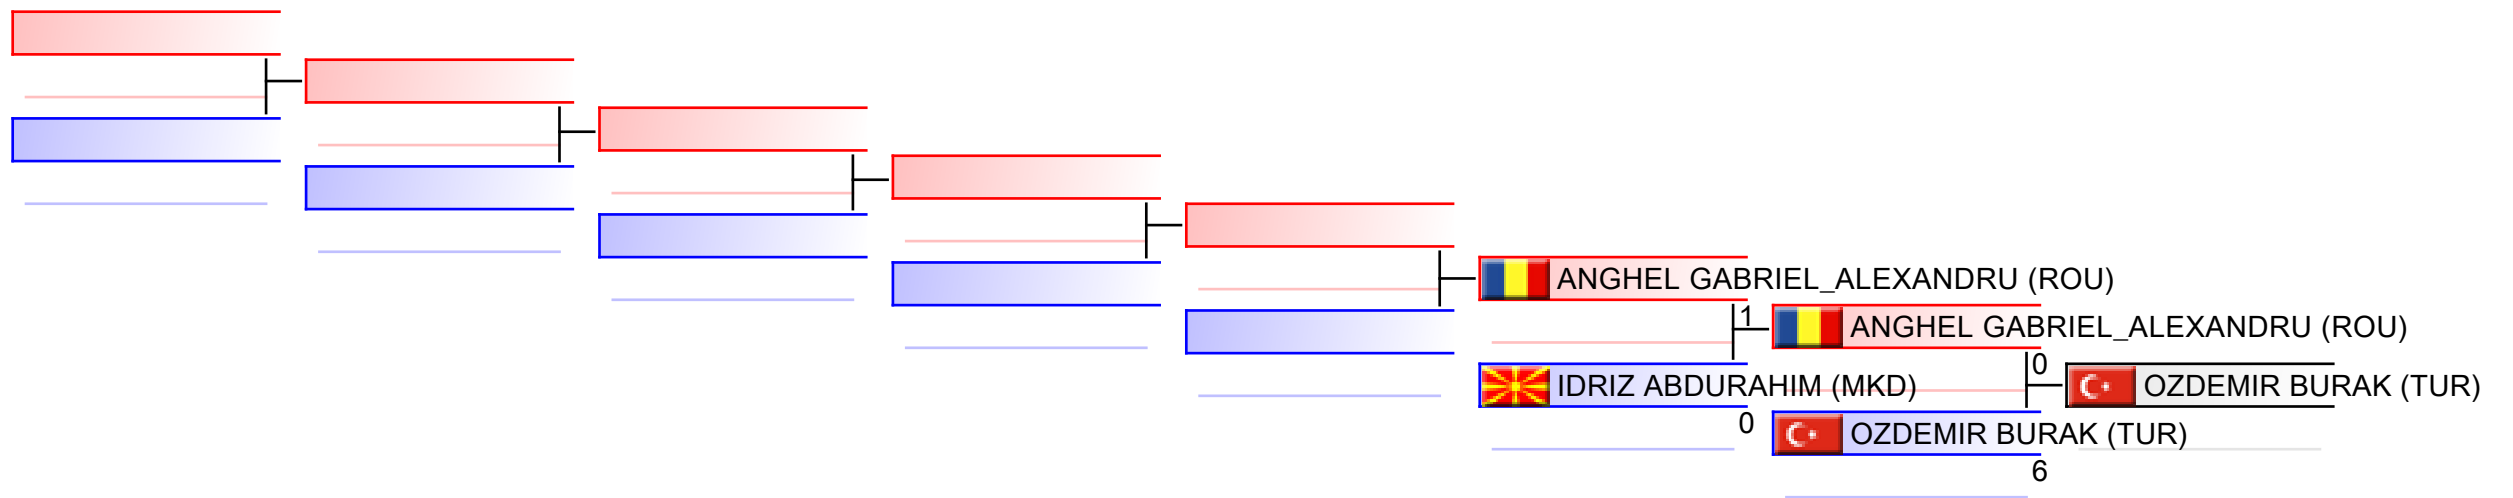 ANGHEL GABRIEL_ALEXANDRU (ROU)
1
ANGHEL GABRIEL_ALEXANDRU (ROU)
0
IDRIZ ABDURAHIM (MKD)
0
OZDEMIR BURAK (TUR)
OZDEMIR BURAK (TUR)
6